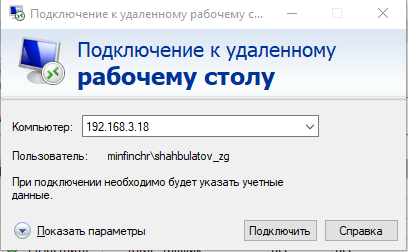 Подключение к удаленному рабочему с...
Подключение к удаленному
рабочему столу
Компьютер: 192.168.3.18
Пользователь: minfinchr\shahbulatov_zg
При подключении необходимо будет указать учетные
данные.
Показать параметры Подключить Справка